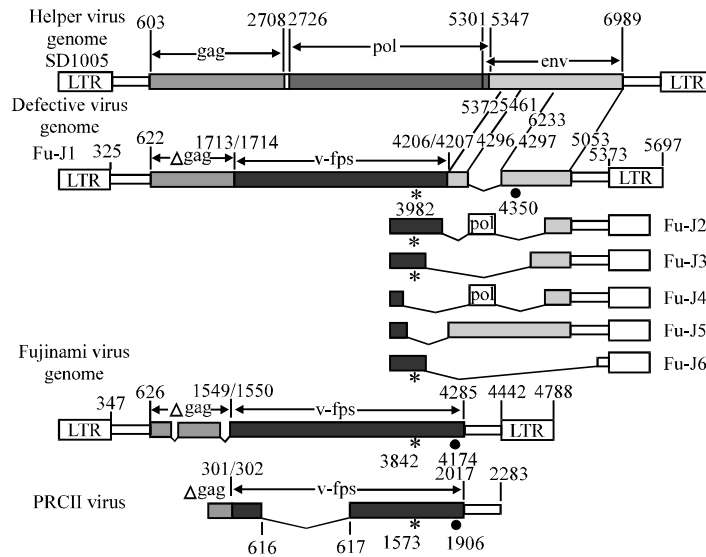 Helper virus
genome
SD1005
603 2708 2726 5301 5347 6989
gag pol env
LTR LTR
Defective virus
genome
5372 5461
6233
Fu-J1 325 622 1713/1714 4206/4207 4296 4297 5053 5373 5697
Δgag v-fps
LTR LTR
* ●
3982 4350
pol Fu-J2
*
Fu-J3
*
pol Fu-J4
Fu-J5
Fu-J6
*
Fujinami virus
genome
347 626 1549/1550 4285 4442 4788
Δgag v-fps
LTR LTR
* ●
3842 4174
301/302 2017 2283
Δgag v-fps
PRCII virus
* ●
616 617 1573 1906